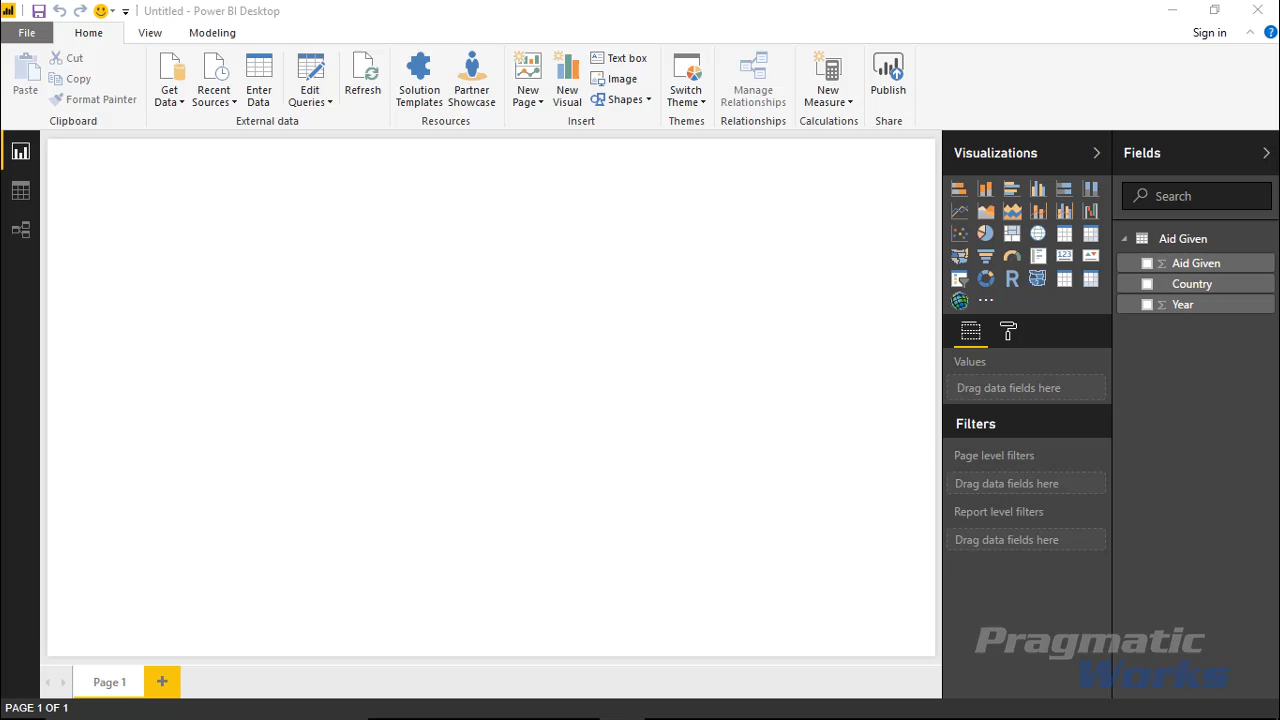 Untitled - Power BI Desktop
File
Home
View
Modeling
Sign in
?
Paste
Cut
Copy
Format Painter
Clipboard
Get Data
Recent Sources
Enter Data
Edit Queries
Refresh
External data
Solution Templates
Partner Showcase
Resources
New Page
New Visual
Text box
Image
Shapes
Insert
Switch Theme
Themes
Manage Relationships
Relationships
New Measure
Calculations
Publish
Share
Visualizations
123
R
Values
Drag data fields here
Filters
Page level filters
Drag data fields here
Report level filters
Drag data fields here
Fields
Search
Aid Given
Σ Aid Given
Country
Σ Year
Pragmatic
Works
Page 1
+
PAGE 1 OF 1